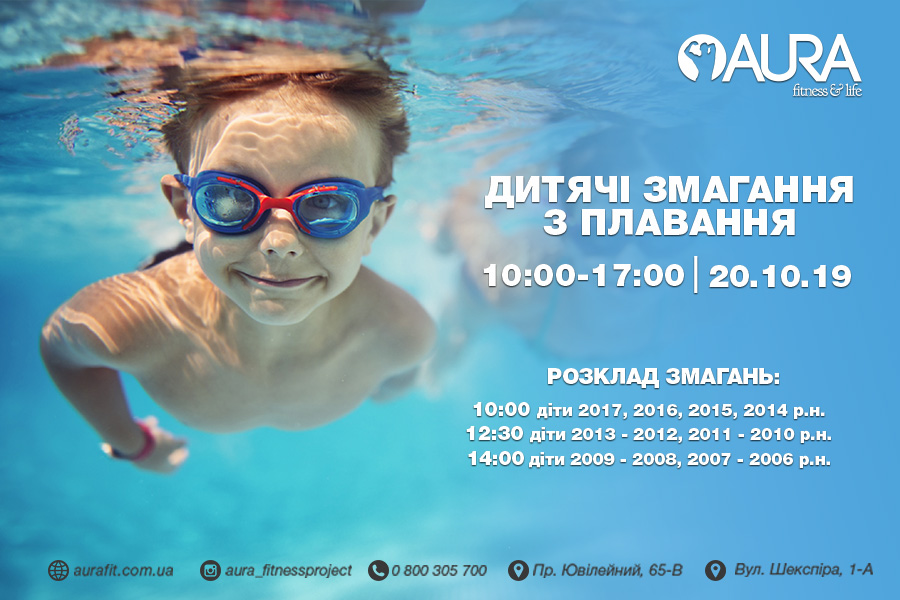 AURA
fitness & life
ДИТЯЧІ ЗМАГАННЯ
З ПЛАВАННЯ
10:00-17:00 | 20.10.19
РОЗКЛАД ЗМАГАНЬ:
10:00 діти 2017, 2016, 2015, 2014 р.н.
12:30 діти 2013 - 2012, 2011 - 2010 р.н.
14:00 діти 2009 - 2008, 2007 - 2006 р.н.
aurafit.com.ua aura_fitnessproject 0 800 305 700 Пр. Ювілейний, 65-В Вул. Шекспіра, 1-А